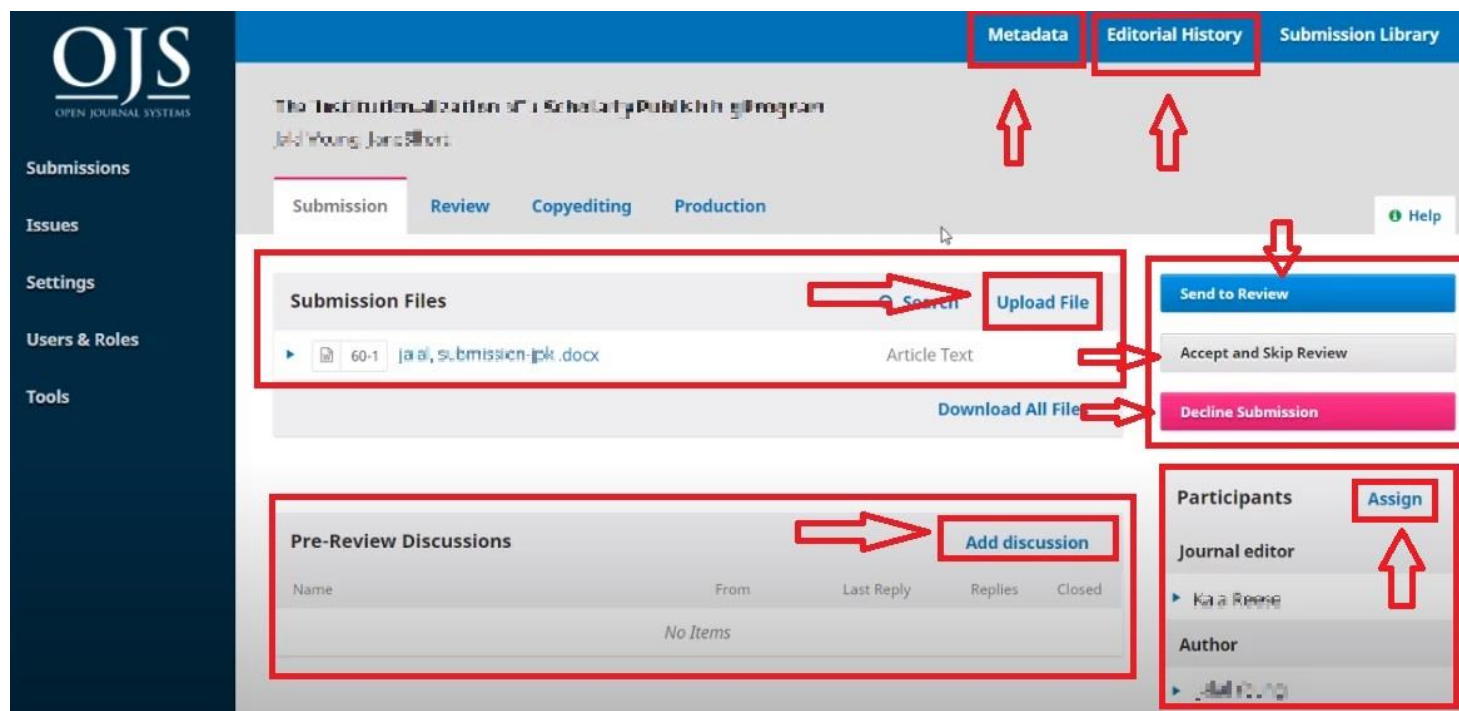 OJS
OPEN JOURNAL SYSTEMS
Metadata
Editorial History
Submission Library
Submissions
Issues
Settings
Users & Roles
Tools
Submission
Review
Copyediting
Production
Help
Submission Files
Search
Upload File
60-1
.docx
Article Text
Download All Files
Send to Review
Accept and Skip Review
Decline Submission
Pre-Review Discussions
Add discussion
Name From Last Reply Replies Closed
No Items
Participants
Assign
Journal editor
Author